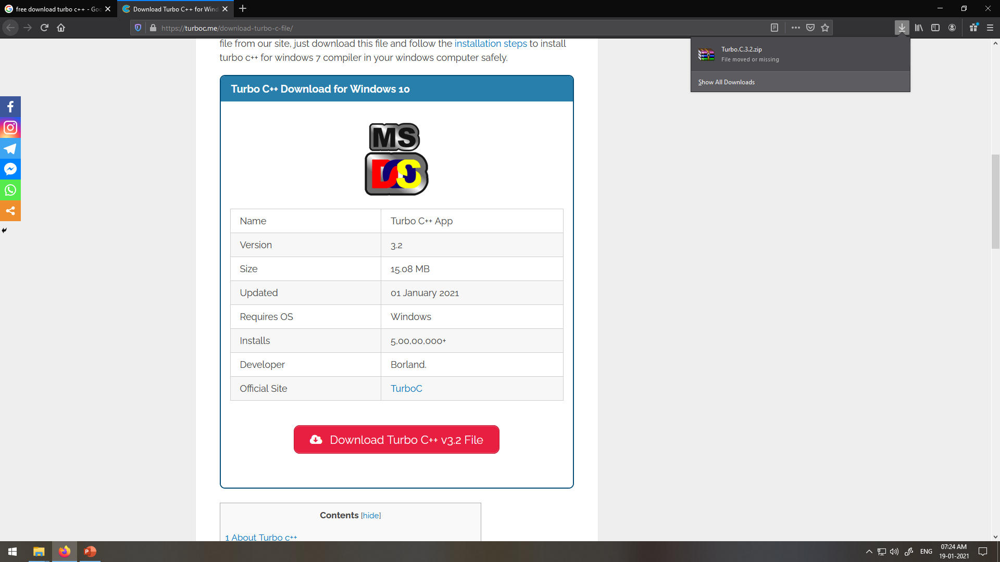 free download turbo c++ - Goo
Download Turbo C++ for Wind
https://turboc.me/download-turbo-c-file/
Turbo.C.3.2.zip
File moved or missing
Show All Downloads
file from our site, just download this file and follow the installation steps to install
turbo c++ for windows 7 compiler in your windows computer safely.
Turbo C++ Download for Windows 10
MS
DOS
Name Turbo C++ App
Version 3.2
Size 15.08 MB
Updated 01 January 2021
Requires OS Windows
Installs 5,00,00,000+
Developer Borland.
Official Site TurboC
Download Turbo C++ v3.2 File
Contents [hide]
1 About Turbo c++
ENG
07:24 AM
19-01-2021